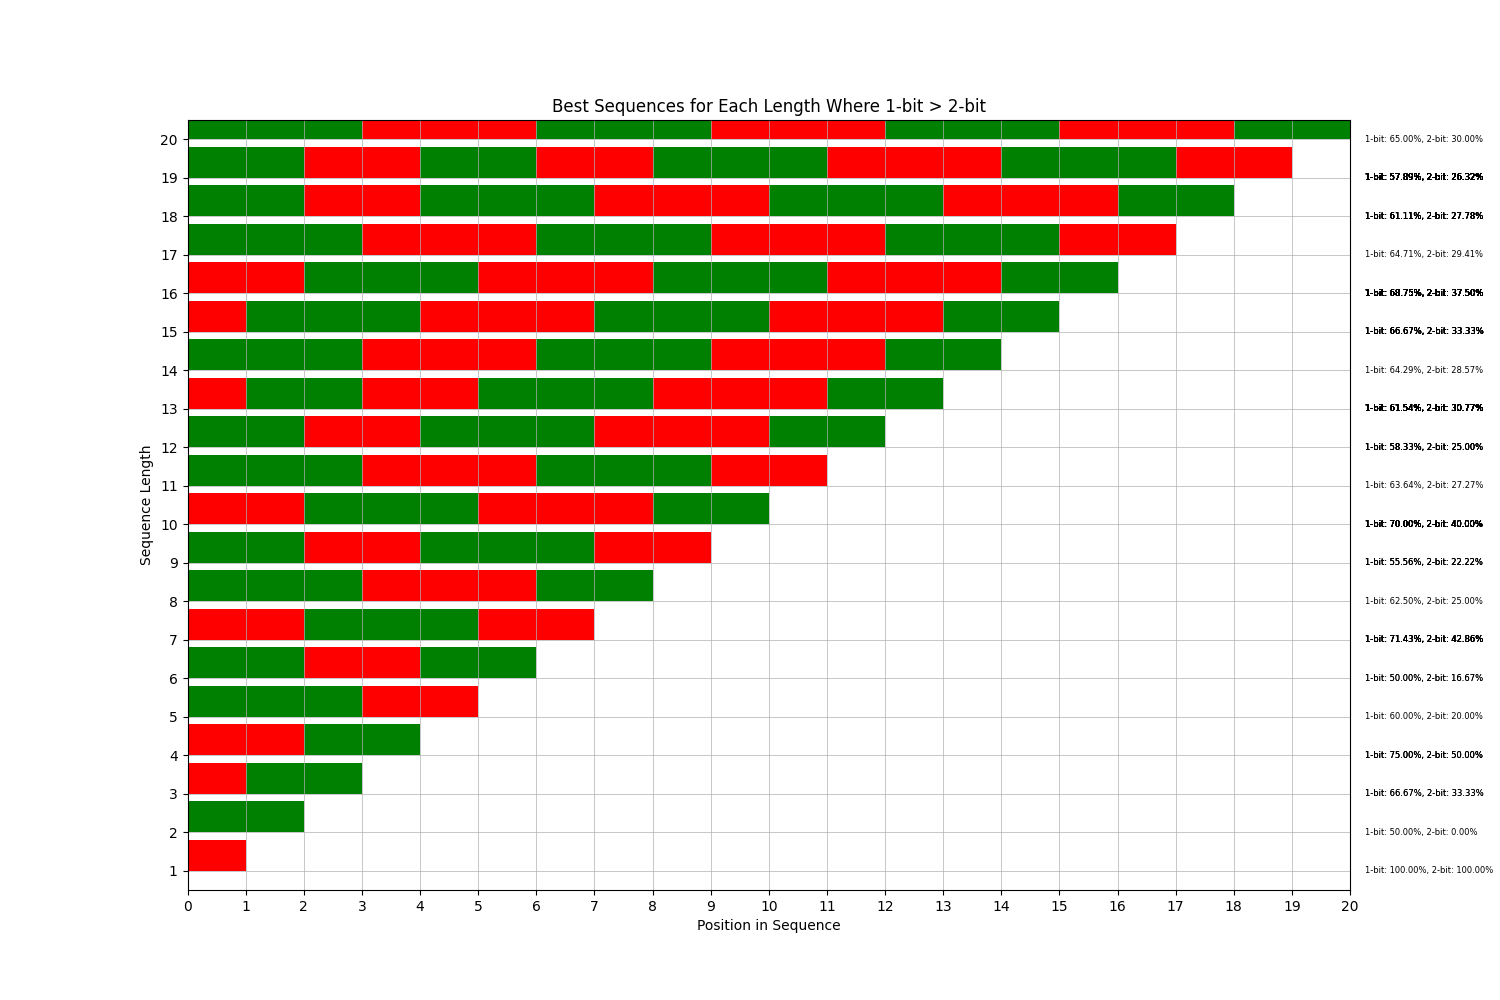 Best Sequences for Each Length Where 1-bit > 2-bit
20
1-bit: 65.00%, 2-bit: 30.00%
19
1-bit: 57.89%, 2-bit: 26.32%
18
1-bit: 61.11%, 2-bit: 27.78%
17
1-bit: 64.71%, 2-bit: 29.41%
16
1-bit: 68.75%, 2-bit: 37.50%
15
1-bit: 66.67%, 2-bit: 33.33%
14
1-bit: 64.29%, 2-bit: 28.57%
13
1-bit: 61.54%, 2-bit: 30.77%
12
1-bit: 58.33%, 2-bit: 25.00%
11
1-bit: 63.64%, 2-bit: 27.27%
10
1-bit: 70.00%, 2-bit: 40.00%
9
1-bit: 55.56%, 2-bit: 22.22%
8
1-bit: 62.50%, 2-bit: 25.00%
7
1-bit: 71.43%, 2-bit: 42.86%
6
1-bit: 50.00%, 2-bit: 16.67%
5
1-bit: 60.00%, 2-bit: 20.00%
4
1-bit: 75.00%, 2-bit: 50.00%
3
1-bit: 66.67%, 2-bit: 33.33%
2
1-bit: 50.00%, 2-bit: 0.00%
1
1-bit: 100.00%, 2-bit: 100.00%
Sequence Length
0 1 2 3 4 5 6 7 8 9 10 11 12 13 14 15 16 17 18 19 20
Position in Sequence